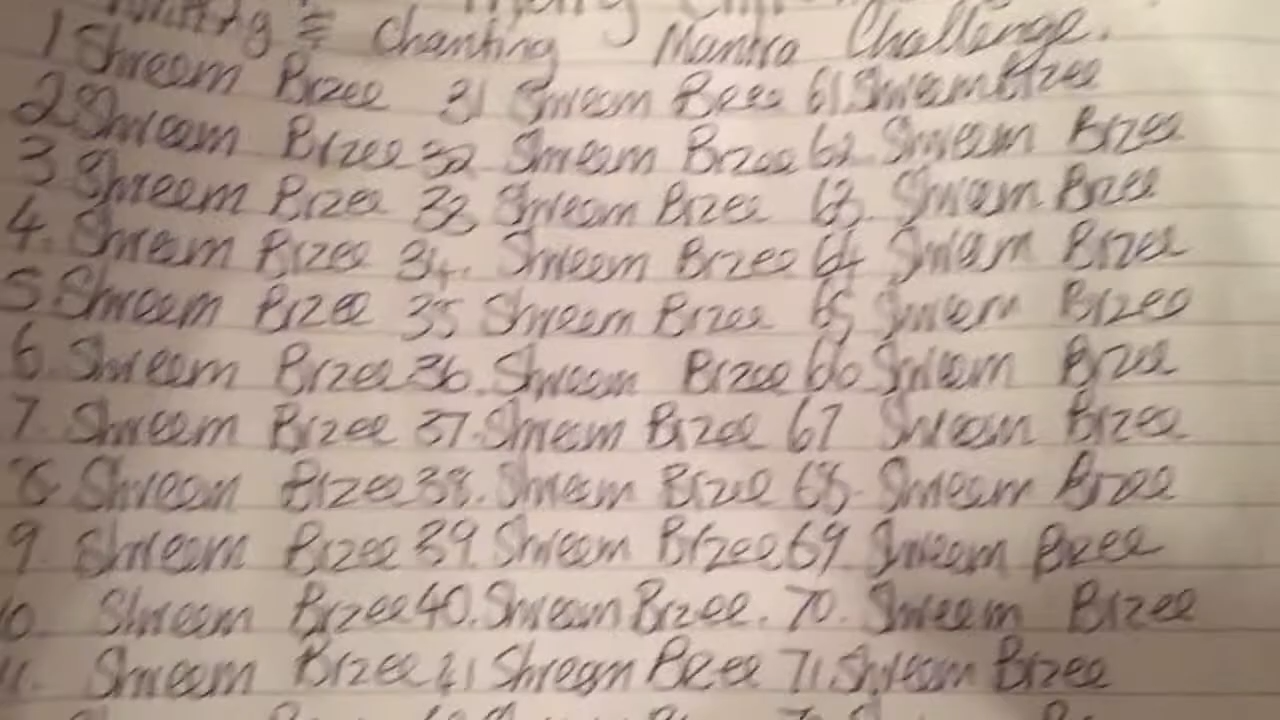 Writing & Chanting Mantra Challenge.
1 Shreem Brzee 31 Shreem Brzee 61 Shreem Brzee
2 Shreem Brzee 32 Shreem Brzee 62. Shreem Brzee
3 Shreem Brzee 33 Shreem Brzee 63. Shreem Brzee
4. Shreem Brzee 34. Shreem Brzee 64 Shreem Brzee
5 Shreem Brzee 35 Shreem Brzee 65 Shreem Brzee
6. Shreem Brzee 36. Shreem Brzee 66 Shreem Brzee
7. Shreem Brzee 37. Shreem Brzee 67 Shreem Brzee
8 Shreem Brzee 38. Shreem Brzee 68. Shreem Brzee
9. Shreem Brzee 39. Shreem Brzee 69 Shreem Brzee
10. Shreem Brzee 40. Shreem Brzee. 70. Shreem Brzee
11. Shreem Brzee 41 Shreem Brzee 71. Shreem Brzee